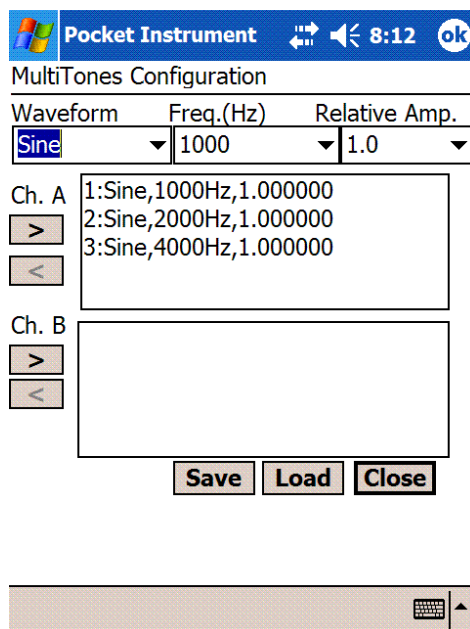 Pocket Instrument 8:12 ok
MultiTones Configuration
Waveform Freq.(Hz) Relative Amp.
Sine 1000 1.0
Ch. A
1:Sine,1000Hz,1.000000
2:Sine,2000Hz,1.000000
3:Sine,4000Hz,1.000000
>
<
Ch. B
>
<
Save Load Close